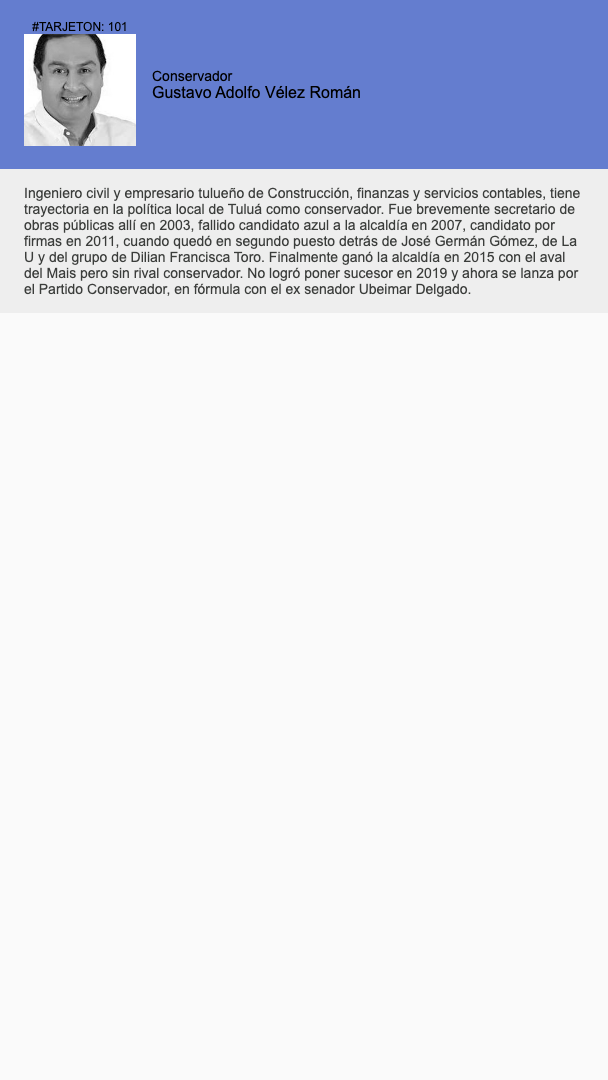 #TARJETON: 101
Conservador
Gustavo Adolfo Vélez Román
Ingeniero civil y empresario tulueño de Construcción, finanzas y servicios contables, tiene
trayectoria en la política local de Tuluá como conservador. Fue brevemente secretario de
obras públicas allí en 2003, fallido candidato azul a la alcaldía en 2007, candidato por
firmas en 2011, cuando quedó en segundo puesto detrás de José Germán Gómez, de La
U y del grupo de Dilian Francisca Toro. Finalmente ganó la alcaldía en 2015 con el aval
del Mais pero sin rival conservador. No logró poner sucesor en 2019 y ahora se lanza por
el Partido Conservador, en fórmula con el ex senador Ubeimar Delgado.